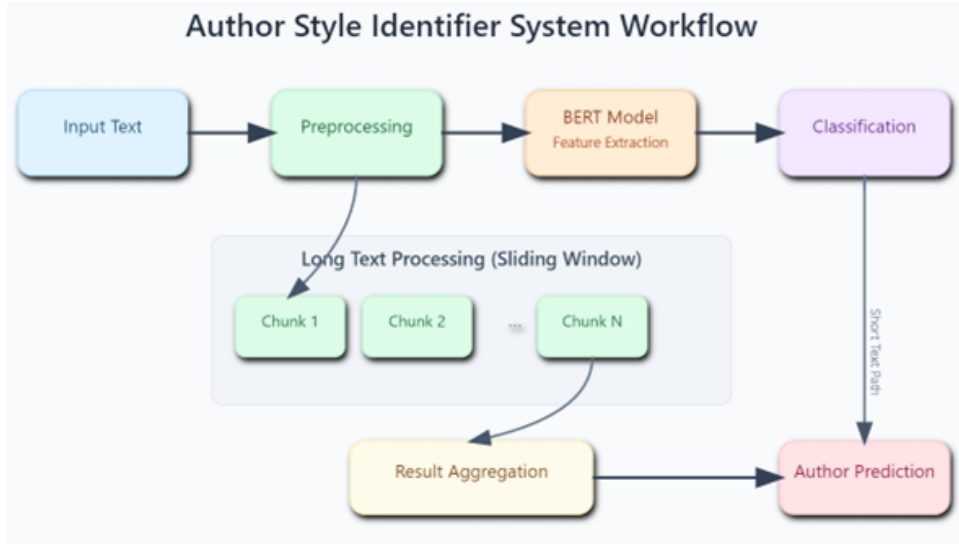 Author Style Identifier System Workflow
Input Text
Preprocessing
BERT Model
Feature Extraction
Classification
Long Text Processing (Sliding Window)
Chunk 1
Chunk 2
...
Chunk N
Short Text Path
Result Aggregation
Author Prediction